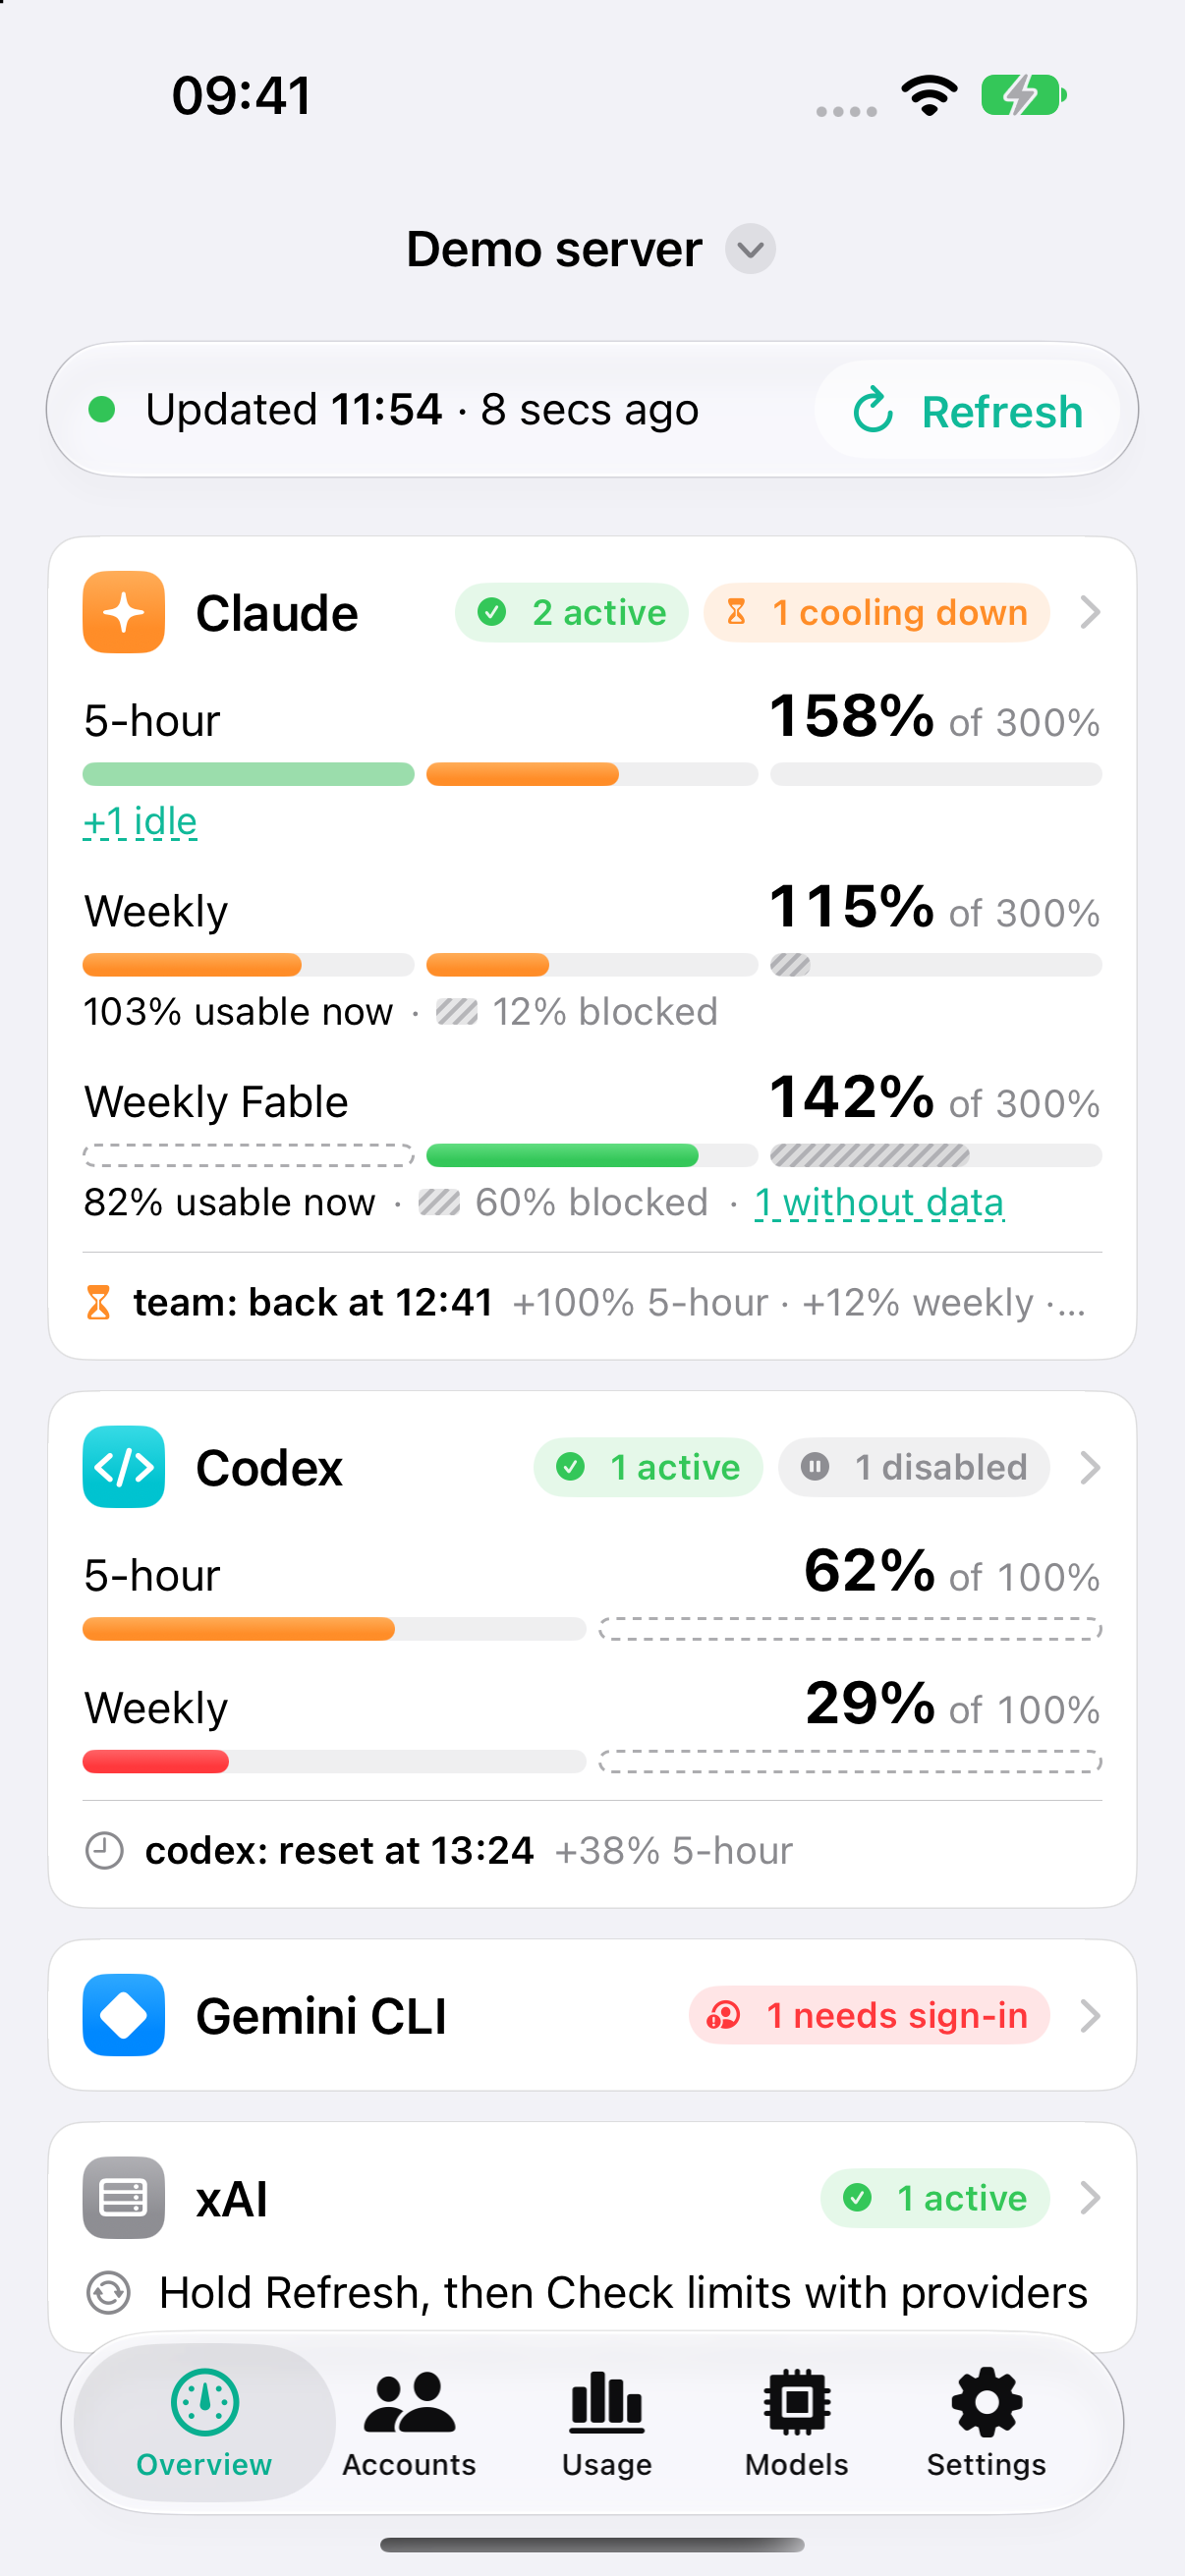 09:41
Demo server
Updated 11:54 · 8 secs ago
Refresh
Claude
2 active
1 cooling down
5-hour
158% of 300%
+1 idle
Weekly
115% of 300%
103% usable now · 12% blocked
Weekly Fable
142% of 300%
82% usable now · 60% blocked · 1 without data
team: back at 12:41 +100% 5-hour · +12% weekly ·...
Codex
1 active
1 disabled
5-hour
62% of 100%
Weekly
29% of 100%
codex: reset at 13:24 +38% 5-hour
Gemini CLI
1 needs sign-in
xAI
1 active
Hold Refresh, then Check limits with providers
Overview
Accounts
Usage
Models
Settings